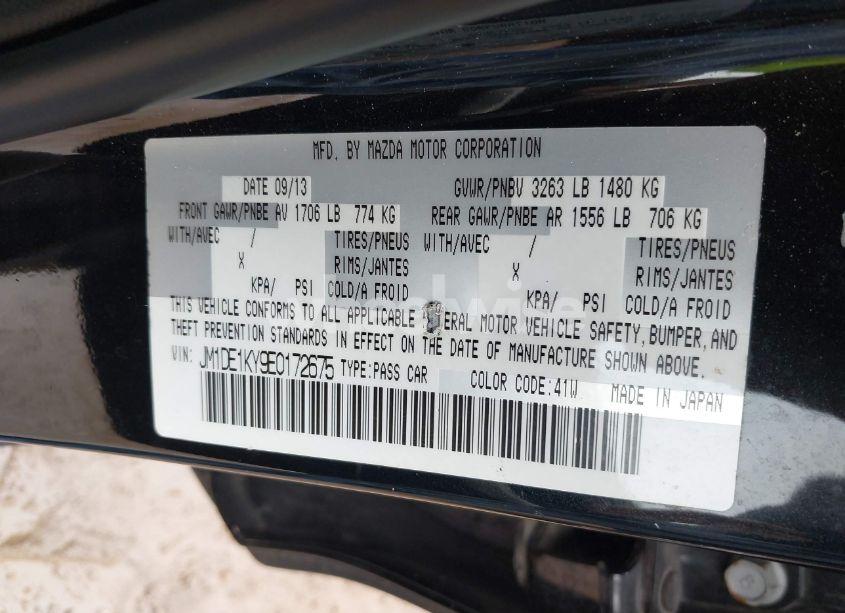 MFD. BY MAZDA MOTOR CORPORATION
DATE 09/13 GVWR/PNBV 3263 LB 1480 KG
FRONT GAWR/PNBE AV 1706 LB 774 KG REAR GAWR/PNBE AR 1556 LB 706 KG
WITH/AVEC / TIRES/PNEUS WITH/AVEC / TIRES/PNEUS
X RIMS/JANTES X RIMS/JANTES
KPA/ PSI COLD/A FROID KPA/ PSI COLD/A FROID
THIS VEHICLE CONFORMS TO ALL APPLICABLE ERAL MOTOR VEHICLE SAFETY, BUMPER, AND
THEFT PREVENTION STANDARDS IN EFFECT ON THE DATE OF MANUFACTURE SHOWN ABOVE.
VIN: JM1DE1KY9E0172675 TYPE:PASS CAR COLOR CODE:41W MADE IN JAPAN